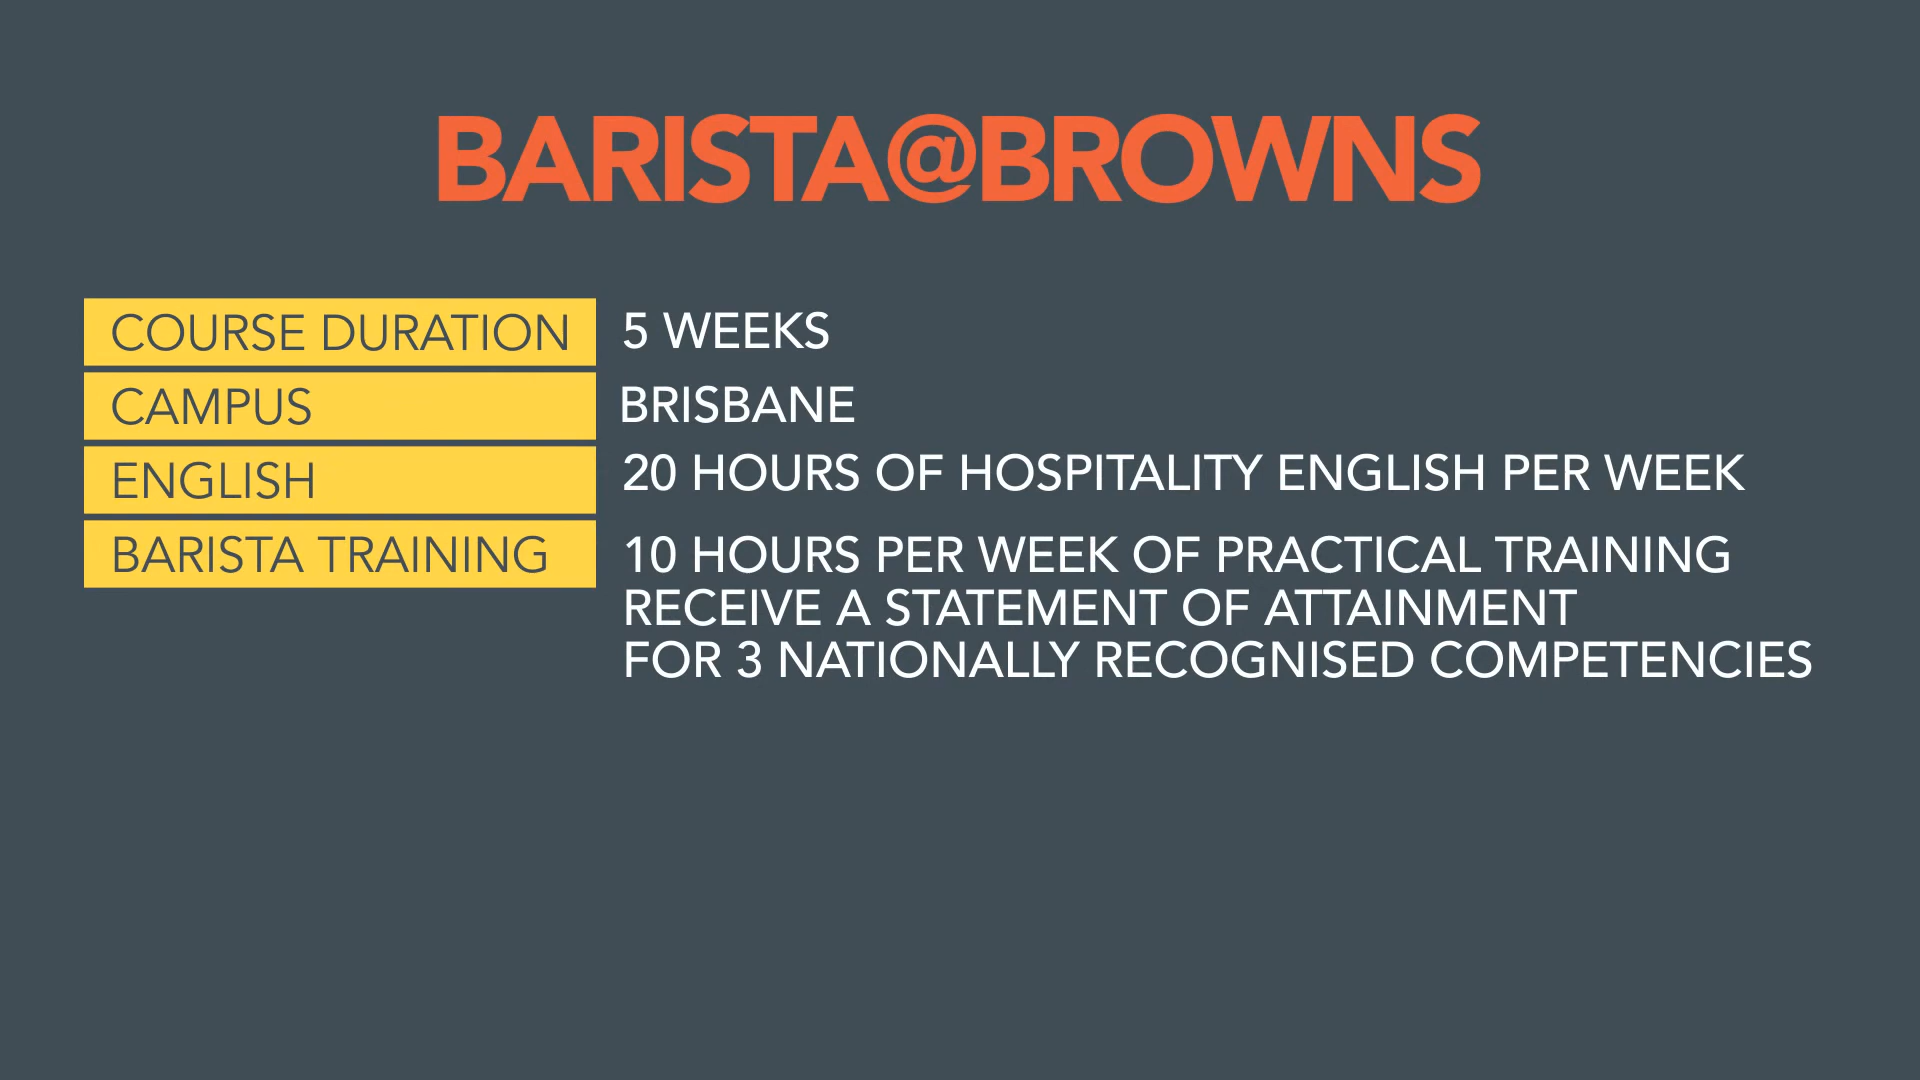 BARISTA@BROWNS
COURSE DURATION 5 WEEKS
CAMPUS BRISBANE
ENGLISH 20 HOURS OF HOSPITALITY ENGLISH PER WEEK
BARISTA TRAINING 10 HOURS PER WEEK OF PRACTICAL TRAINING
RECEIVE A STATEMENT OF ATTAINMENT
FOR 3 NATIONALLY RECOGNISED COMPETENCIES